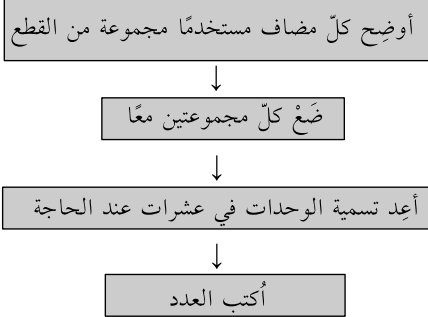 أوضِح كلّ مضاف مستخدمًا مجموعة من القطع
ضَعْ كلّ مجموعتين معًا
أعِد تسمية الوحدات في عشرات عند الحاجة
اُكتب العدد